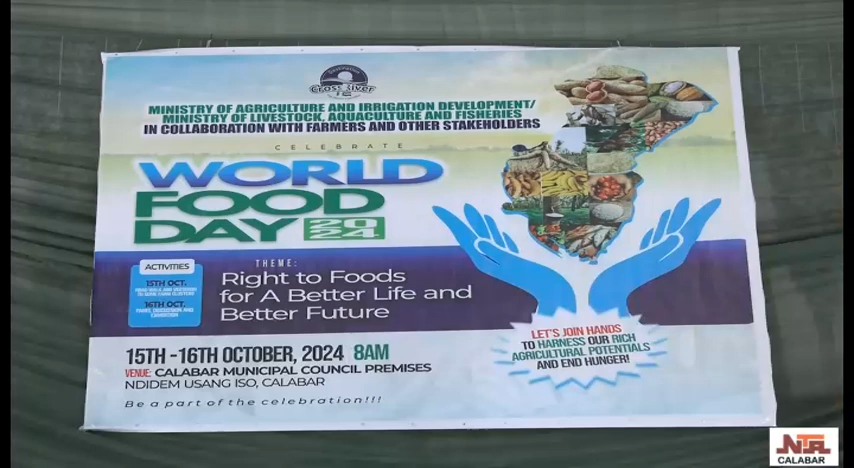 Destination
Cross River
MINISTRY OF AGRICULTURE AND IRRIGATION DEVELOPMENT/
MINISTRY OF LIVESTOCK, AQUACULTURE AND FISHERIES
IN COLLABORATION WITH FARMERS AND OTHER STAKEHOLDERS
CELEBRATE
WORLD
FOOD
DAY 2024
ACTIVITIES
15TH OCT.
16TH OCT.
THEME:
Right to Foods
for A Better Life and
Better Future
15TH -16TH OCTOBER, 2024 8AM
VENUE: CALABAR MUNICIPAL COUNCIL PREMISES
NDIDEM USANG ISO, CALABAR
Be a part of the celebration!!!
LET'S JOIN HANDS
TO HARNESS OUR RICH
AGRICULTURAL POTENTIALS
AND END HUNGER!
NTA
CALABAR